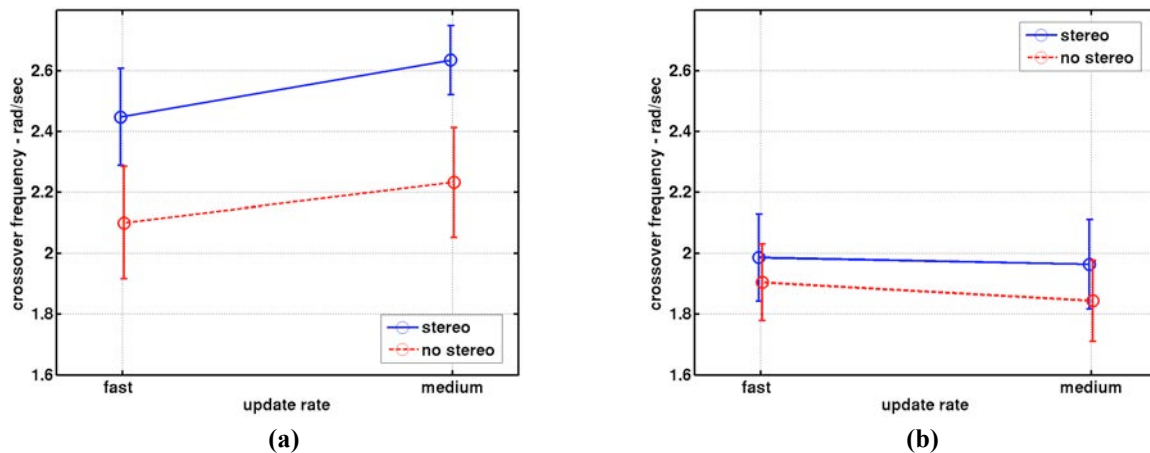 2.6
2.4
2.2
2
1.8
1.6
crossover frequency - rad/sec
stereo
no stereo
fast
medium
update rate
(a)
2.6
2.4
2.2
2
1.8
1.6
crossover frequency - rad/sec
stereo
no stereo
fast
medium
update rate
(b)